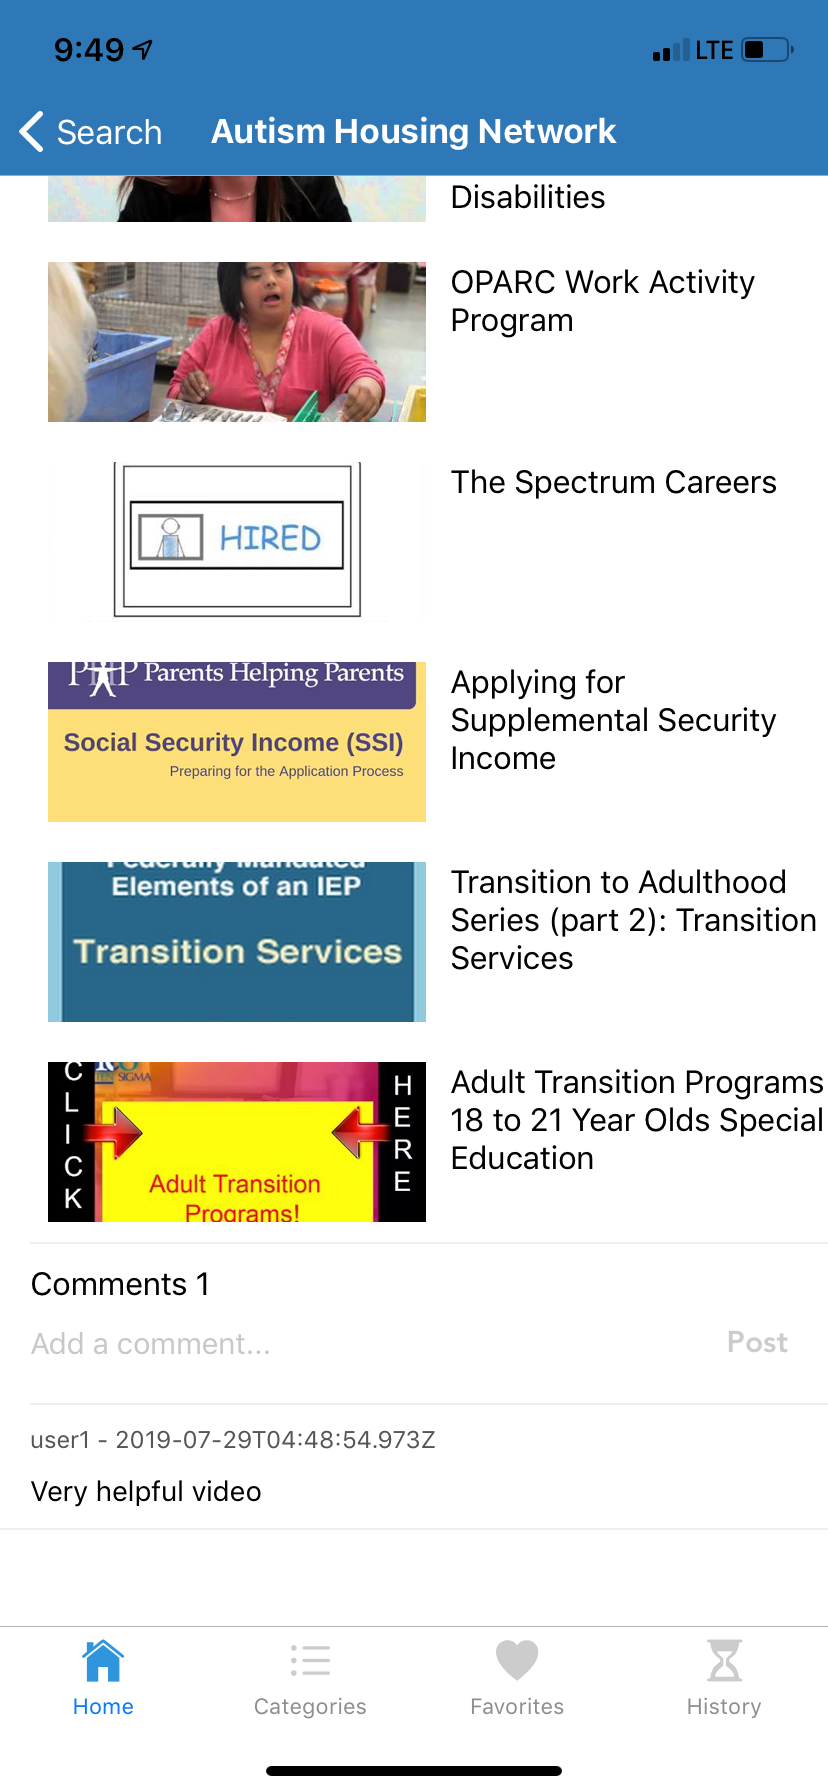 9:49
LTE
Search
Autism Housing Network
Disabilities
OPARC Work Activity
Program
HIRED
The Spectrum Careers
PHP Parents Helping Parents
Social Security Income (SSI)
Preparing for the Application Process
Applying for
Supplemental Security
Income
Federally Mandated
Elements of an IEP
Transition Services
Transition to Adulthood
Series (part 2): Transition
Services
CLICK
SIGMA
HERE
Adult Transition
Programs!
Adult Transition Programs
18 to 21 Year Olds Special
Education
Comments 1
Add a comment...
Post
user1 - 2019-07-29T04:48:54.973Z
Very helpful video
Home
Categories
Favorites
History